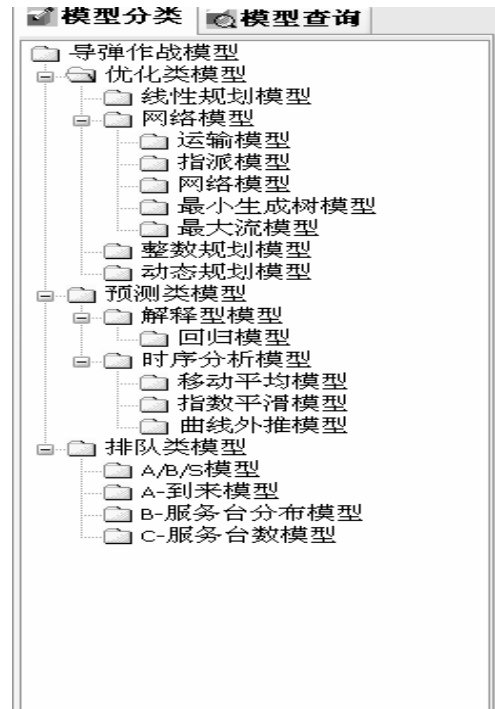 模型分类 模型查询
导弹作战模型
优化类模型
线性规划模型
网络模型
运输模型
指派模型
网络模型
最小生成树模型
最大流模型
整数规划模型
动态规划模型
预测类模型
解释型模型
回归模型
时序分析模型
移动平均模型
指数平滑模型
曲线外推模型
排队类模型
A/B/S模型
A-到来模型
B-服务台分布模型
C-服务台数模型